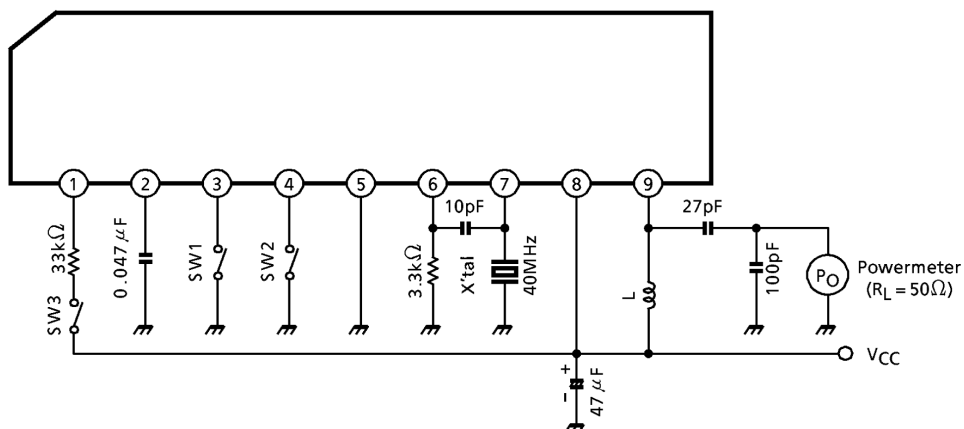 1 2 3 4 5 6 7 8 9
33kΩ
SW3
0.047μF
SW1
SW2
3.3kΩ
10pF
X'tal
40MHz
L
27pF
100pF
PO
Powermeter
(RL = 50Ω)
VCC
+
−
47μF